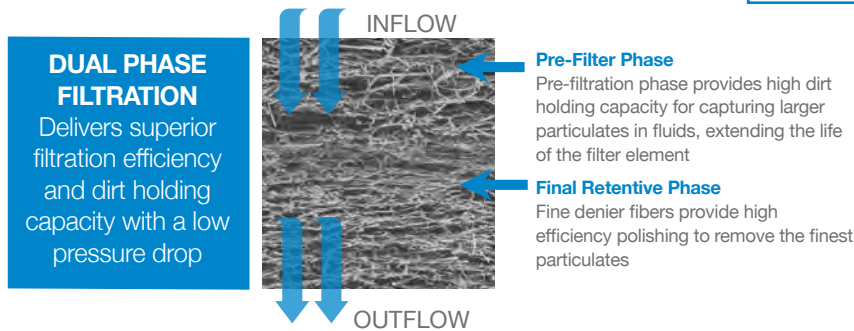 INFLOW
DUAL PHASE
FILTRATION
Delivers superior
filtration efficiency
and dirt holding
capacity with a low
pressure drop
Pre-Filter Phase
Pre-filtration phase provides high dirt
holding capacity for capturing larger
particulates in fluids, extending the life
of the filter element
Final Retentive Phase
Fine denier fibers provide high
efficiency polishing to remove the finest
particulates
OUTFLOW